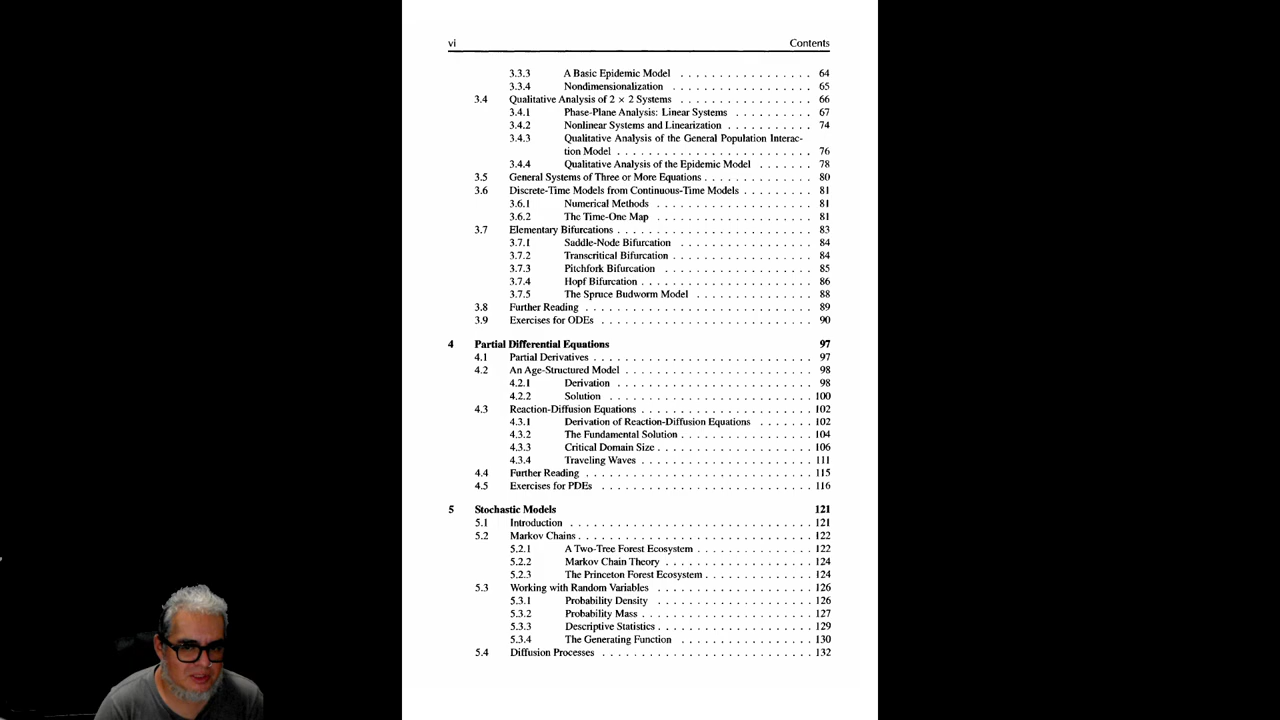 vi Contents
3.3.3 A Basic Epidemic Model . . . . . . . . . . . . . . . . . . 64
3.3.4 Nondimensionalization . . . . . . . . . . . . . . . . . . . 65
3.4 Qualitative Analysis of 2 × 2 Systems . . . . . . . . . . . . . . . . . . 66
3.4.1 Phase-Plane Analysis: Linear Systems . . . . . . . . . . 67
3.4.2 Nonlinear Systems and Linearization . . . . . . . . . . . 74
3.4.3 Qualitative Analysis of the General Population Interac-
tion Model . . . . . . . . . . . . . . . . . . . . . . . . . 76
3.4.4 Qualitative Analysis of the Epidemic Model . . . . . . . . 78
3.5 General Systems of Three or More Equations . . . . . . . . . . . . . . 80
3.6 Discrete-Time Models from Continuous-Time Models . . . . . . . . . 81
3.6.1 Numerical Methods . . . . . . . . . . . . . . . . . . . . 81
3.6.2 The Time-One Map . . . . . . . . . . . . . . . . . . . . 81
3.7 Elementary Bifurcations . . . . . . . . . . . . . . . . . . . . . . . . . 83
3.7.1 Saddle-Node Bifurcation . . . . . . . . . . . . . . . . . . 84
3.7.2 Transcritical Bifurcation . . . . . . . . . . . . . . . . . . 84
3.7.3 Pitchfork Bifurcation . . . . . . . . . . . . . . . . . . . 85
3.7.4 Hopf Bifurcation . . . . . . . . . . . . . . . . . . . . . . 86
3.7.5 The Spruce Budworm Model . . . . . . . . . . . . . . . . 88
3.8 Further Reading . . . . . . . . . . . . . . . . . . . . . . . . . . . . . 89
3.9 Exercises for ODEs . . . . . . . . . . . . . . . . . . . . . . . . . . . 90
4 Partial Differential Equations 97
4.1 Partial Derivatives . . . . . . . . . . . . . . . . . . . . . . . . . . . . 97
4.2 An Age-Structured Model . . . . . . . . . . . . . . . . . . . . . . . . 98
4.2.1 Derivation . . . . . . . . . . . . . . . . . . . . . . . . . 98
4.2.2 Solution . . . . . . . . . . . . . . . . . . . . . . . . . . 100
4.3 Reaction-Diffusion Equations . . . . . . . . . . . . . . . . . . . . . . 102
4.3.1 Derivation of Reaction-Diffusion Equations . . . . . . . 102
4.3.2 The Fundamental Solution . . . . . . . . . . . . . . . . . 104
4.3.3 Critical Domain Size . . . . . . . . . . . . . . . . . . . . 106
4.3.4 Traveling Waves . . . . . . . . . . . . . . . . . . . . . . 111
4.4 Further Reading . . . . . . . . . . . . . . . . . . . . . . . . . . . . . 115
4.5 Exercises for PDEs . . . . . . . . . . . . . . . . . . . . . . . . . . . 116
5 Stochastic Models 121
5.1 Introduction . . . . . . . . . . . . . . . . . . . . . . . . . . . . . . . 121
5.2 Markov Chains . . . . . . . . . . . . . . . . . . . . . . . . . . . . . . 122
5.2.1 A Two-Tree Forest Ecosystem . . . . . . . . . . . . . . . 122
5.2.2 Markov Chain Theory . . . . . . . . . . . . . . . . . . . 124
5.2.3 The Princeton Forest Ecosystem . . . . . . . . . . . . . . 124
5.3 Working with Random Variables . . . . . . . . . . . . . . . . . . . . 126
5.3.1 Probability Density . . . . . . . . . . . . . . . . . . . . 126
5.3.2 Probability Mass . . . . . . . . . . . . . . . . . . . . . . 127
5.3.3 Descriptive Statistics . . . . . . . . . . . . . . . . . . . . 129
5.3.4 The Generating Function . . . . . . . . . . . . . . . . . . 130
5.4 Diffusion Processes . . . . . . . . . . . . . . . . . . . . . . . . . . . 132